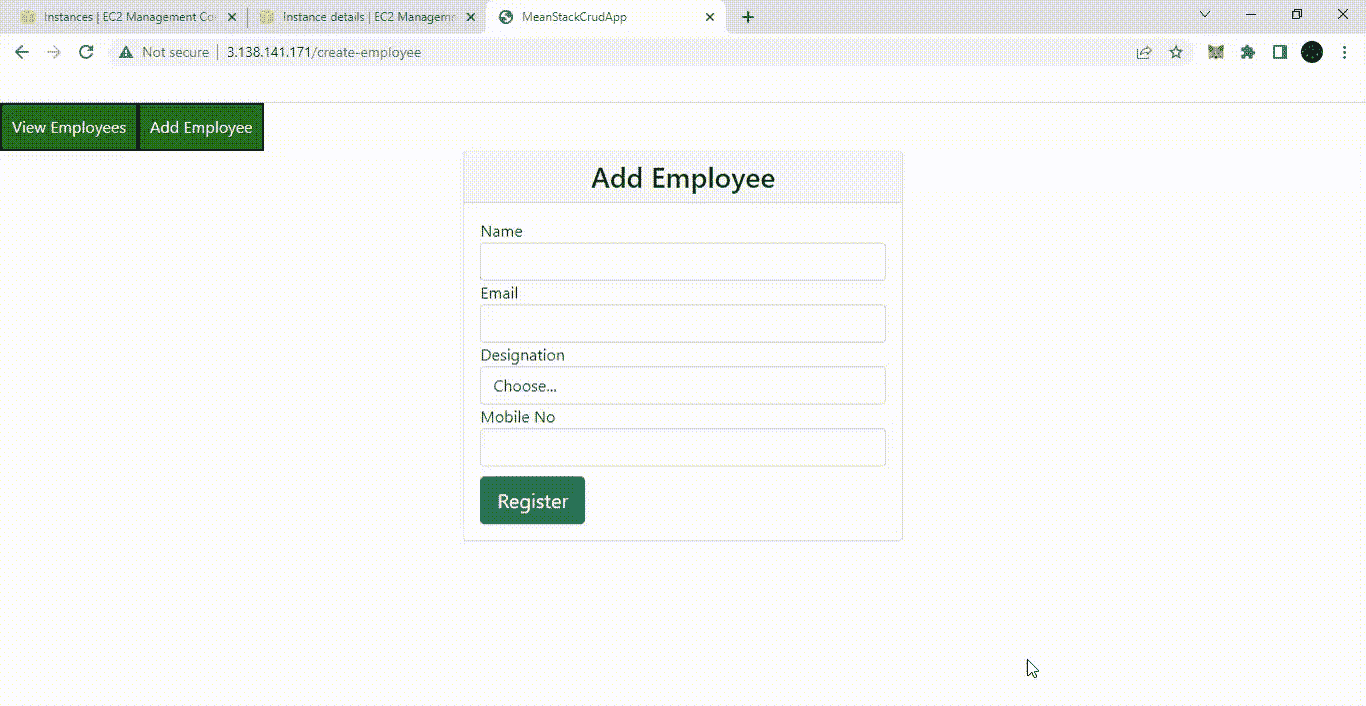 Instances | EC2 Management Co
Instance details | EC2 Manageme
MeanStackCrudApp
Not secure
3.138.141.171/create-employee
View Employees
Add Employee
Add Employee
Name
Email
Designation
Choose...
Mobile No
Register